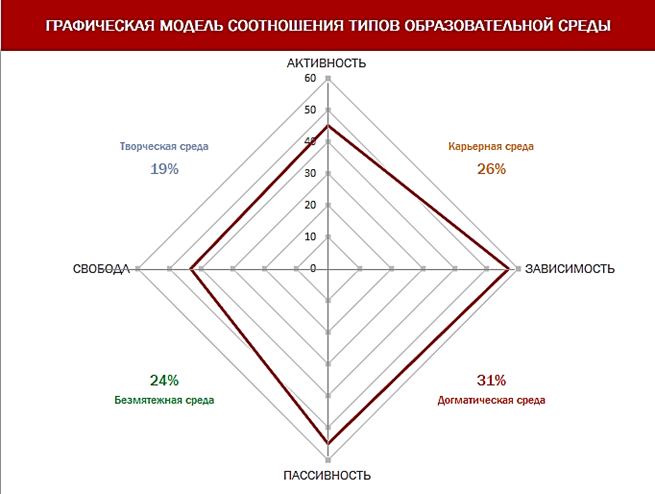 ГРАФИЧЕСКАЯ МОДЕЛЬ СООТНОШЕНИЯ ТИПОВ ОБРАЗОВАТЕЛЬНОЙ СРЕДЫ
АКТИВНОСТЬ
60
50
40
30
20
10
0
Творческая среда
19%
Карьерная среда
26%
СВОБОДА
ЗАВИСИМОСТЬ
24%
Безмятежная среда
31%
Догматическая среда
ПАССИВНОСТЬ